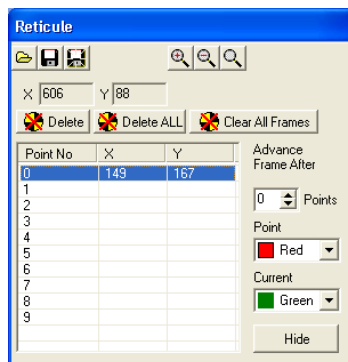 Reticule
X 606 Y 88
Delete Delete ALL Clear All Frames
Point No X Y
0 149 167
1
2
3
4
5
6
7
8
9
Advance
Frame After
0 Points
Point
Red
Current
Green
Hide